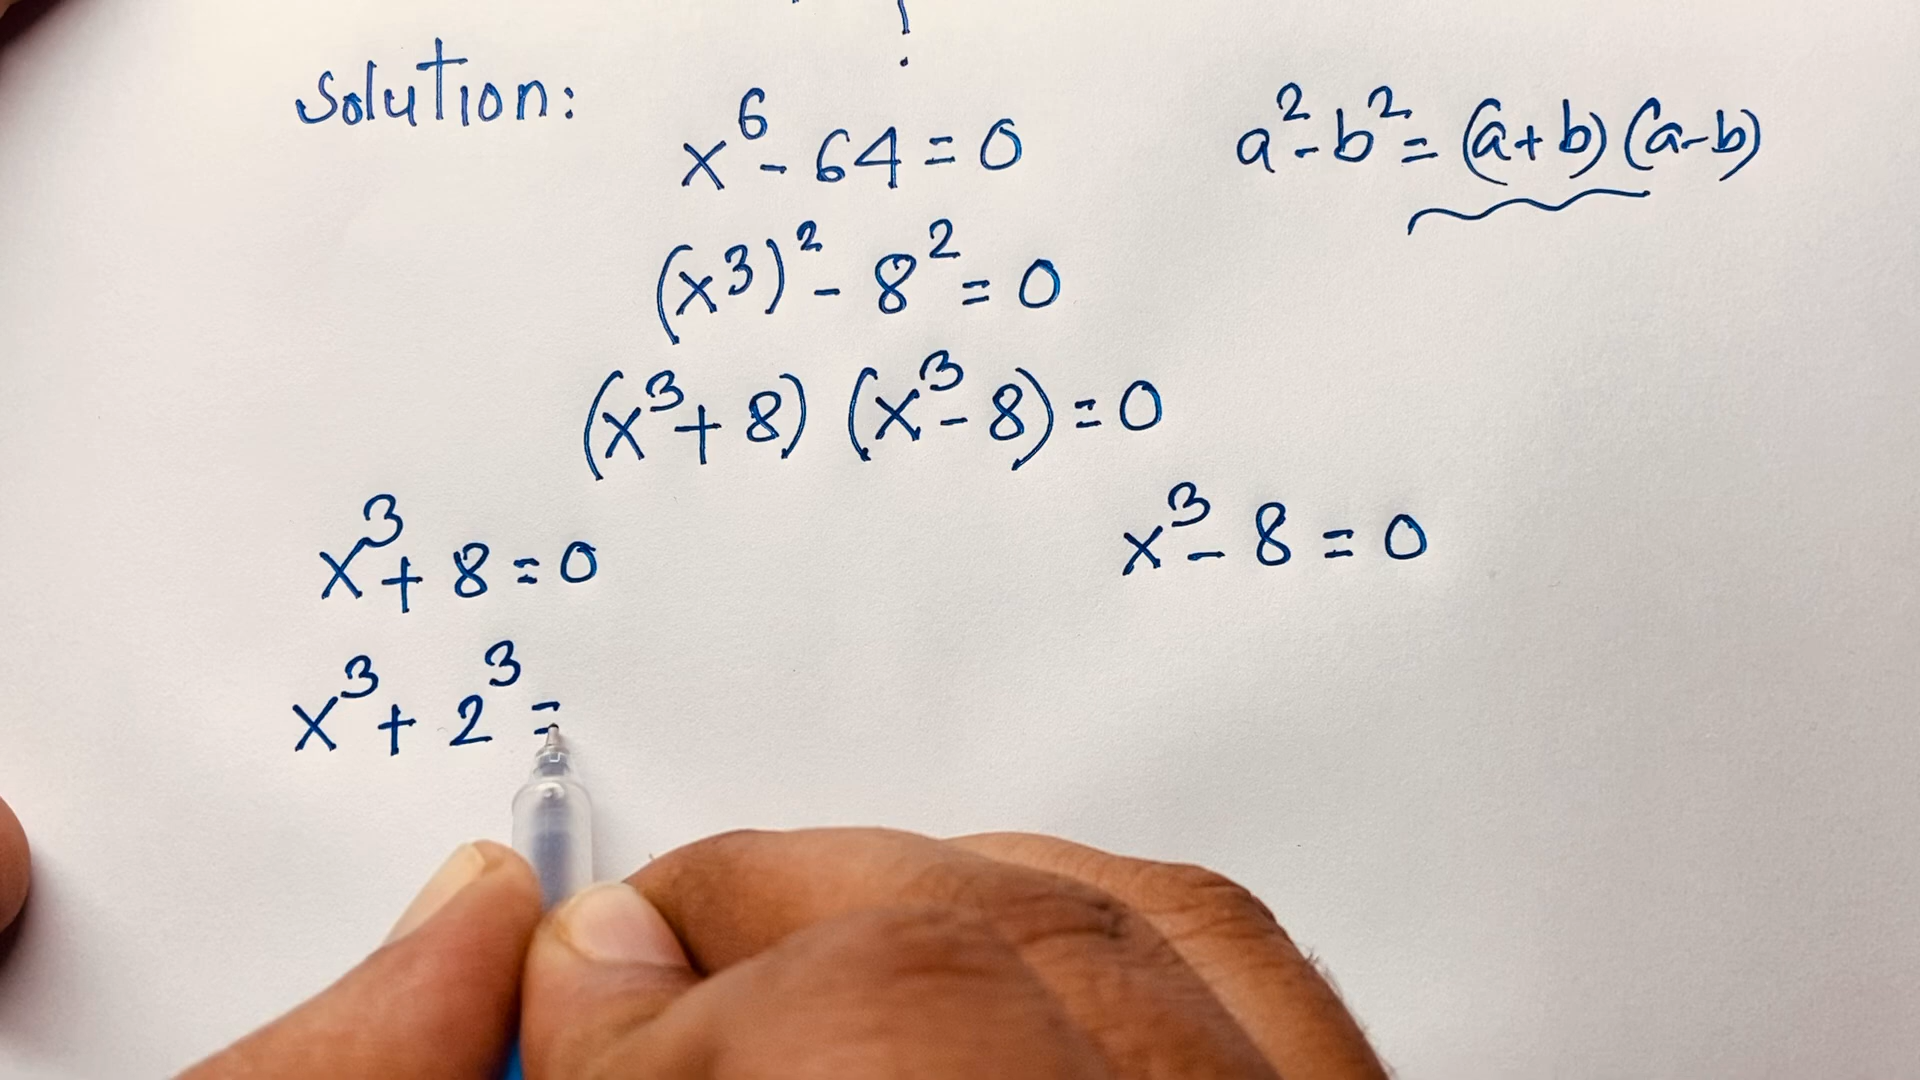 ?
Solution:
x⁶ - 64 = 0
a² - b² = (a+b) (a-b)
(x³)² - 8² = 0
(x³ + 8) (x³ - 8) = 0
x³ + 8 = 0
x³ - 8 = 0
x³ + 2³ =